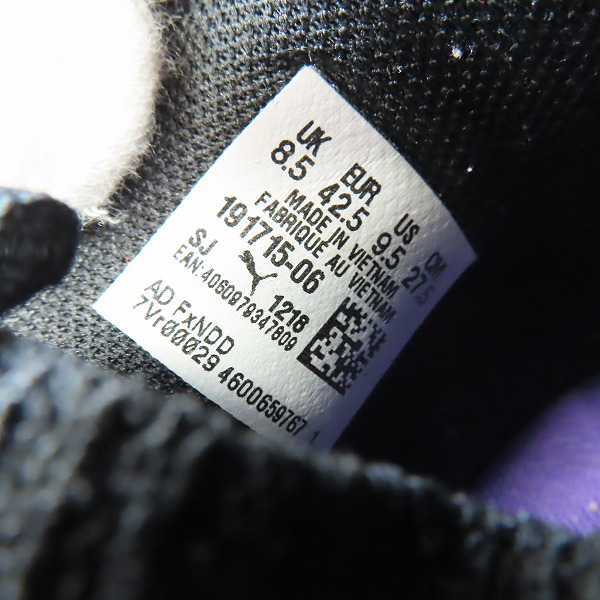 UK EUR US CM
8.5 42.5 9.5 27.5
MADE IN VIETNAM
FABRIQUE AU VIETNAM
191715-06
SJ 1218
EAN:4060979347809
AD FxNDD
7Vr00029 4600659767 1